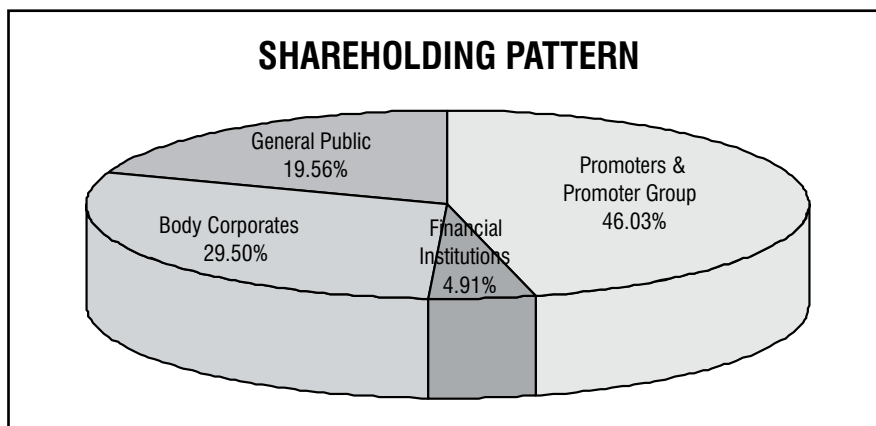 SHAREHOLDING PATTERN
General Public
19.56%
Promoters &
Promoter Group
46.03%
Body Corporates
29.50%
Financial
Institutions
4.91%